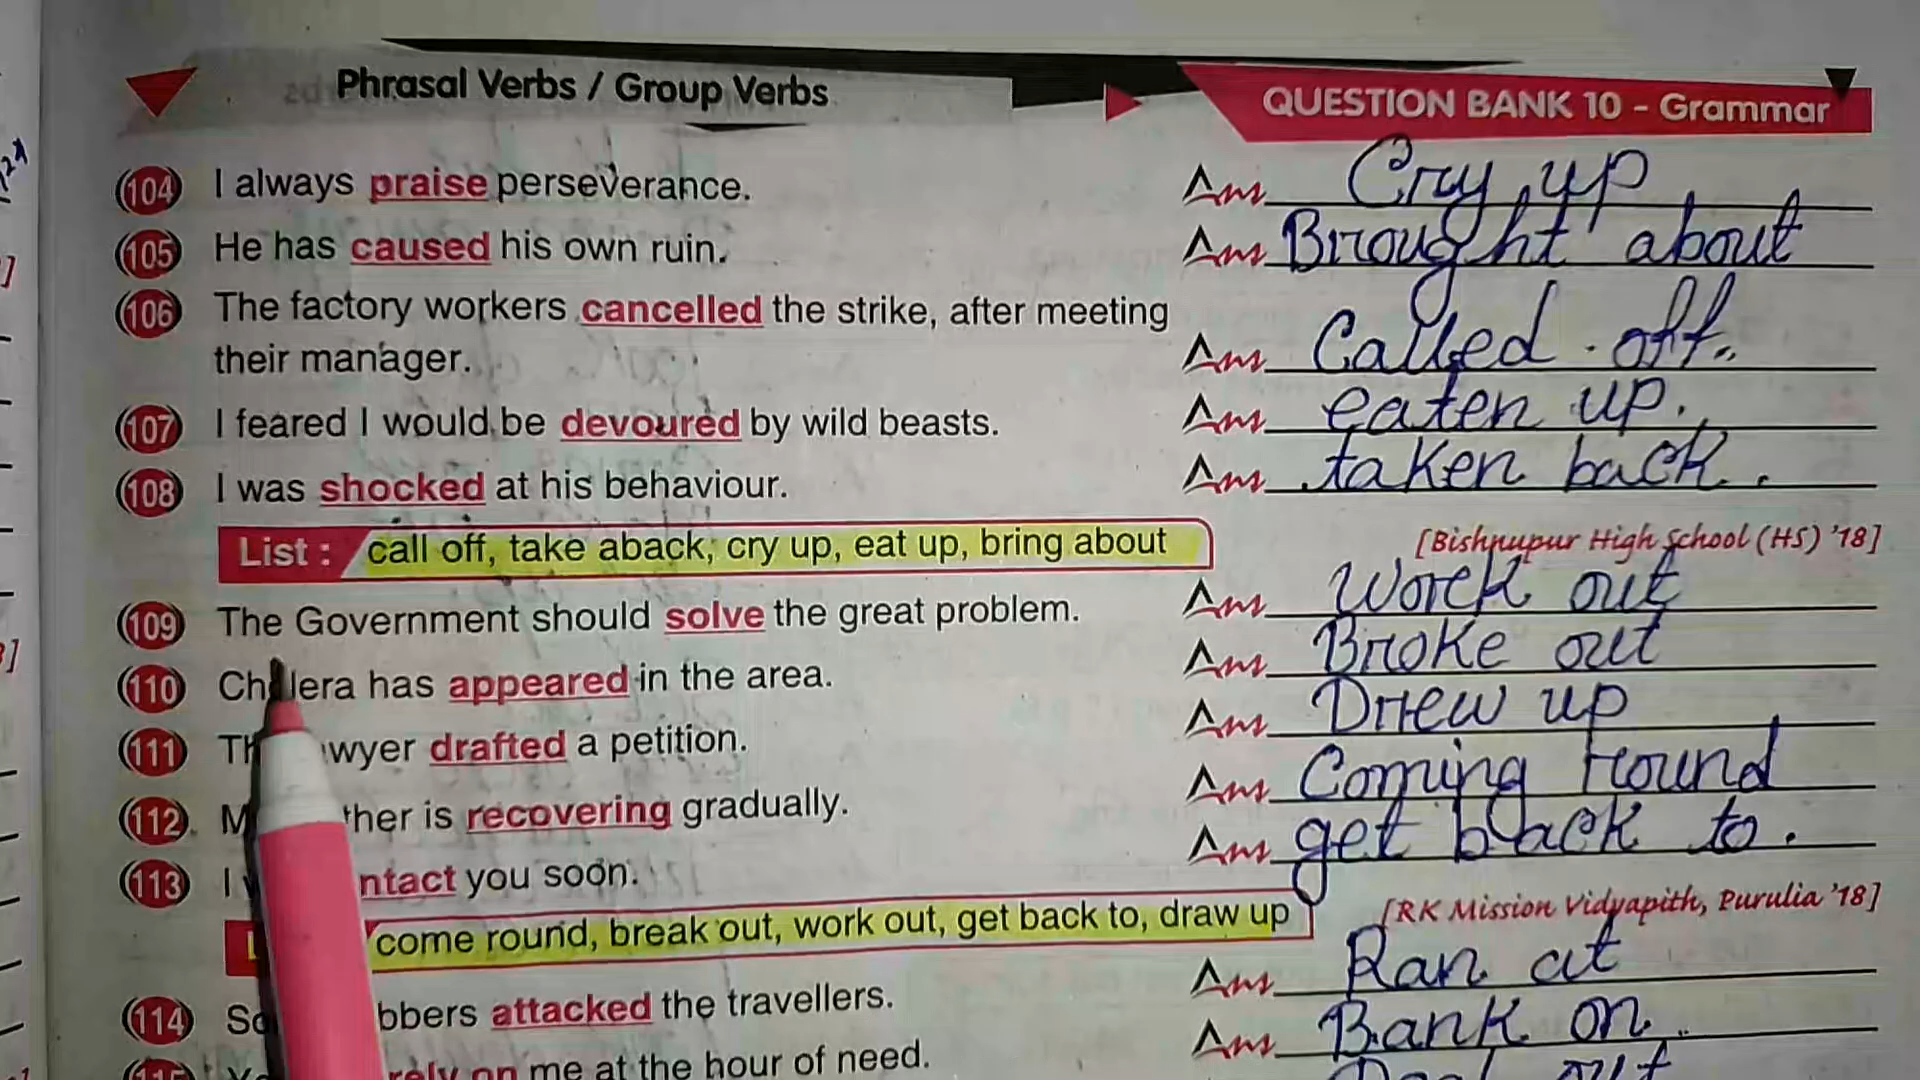 Phrasal Verbs / Group Verbs
QUESTION BANK 10 - Grammar
104 I always praise perseverance. Ans Cry up
105 He has caused his own ruin. Ans Brought about
106 The factory workers cancelled the strike, after meeting
their manager. Ans Called off.
107 I feared I would be devoured by wild beasts. Ans eaten up.
108 I was shocked at his behaviour. Ans taken back.
List : call off, take aback, cry up, eat up, bring about
[Bishnupur High School (HS) '18]
109 The Government should solve the great problem. Ans Work out
110 Cholera has appeared in the area. Ans Broke out
111 wyer drafted a petition. Ans Drew up
112 ther is recovering gradually. Ans Coming round
113 I ntact you soon. Ans get back to.
come round, break out, work out, get back to, draw up
[RK Mission Vidyapith, Purulia '18]
114 bbers attacked the travellers. Ans Ran at
rely on me at the hour of need. Ans Bank on.